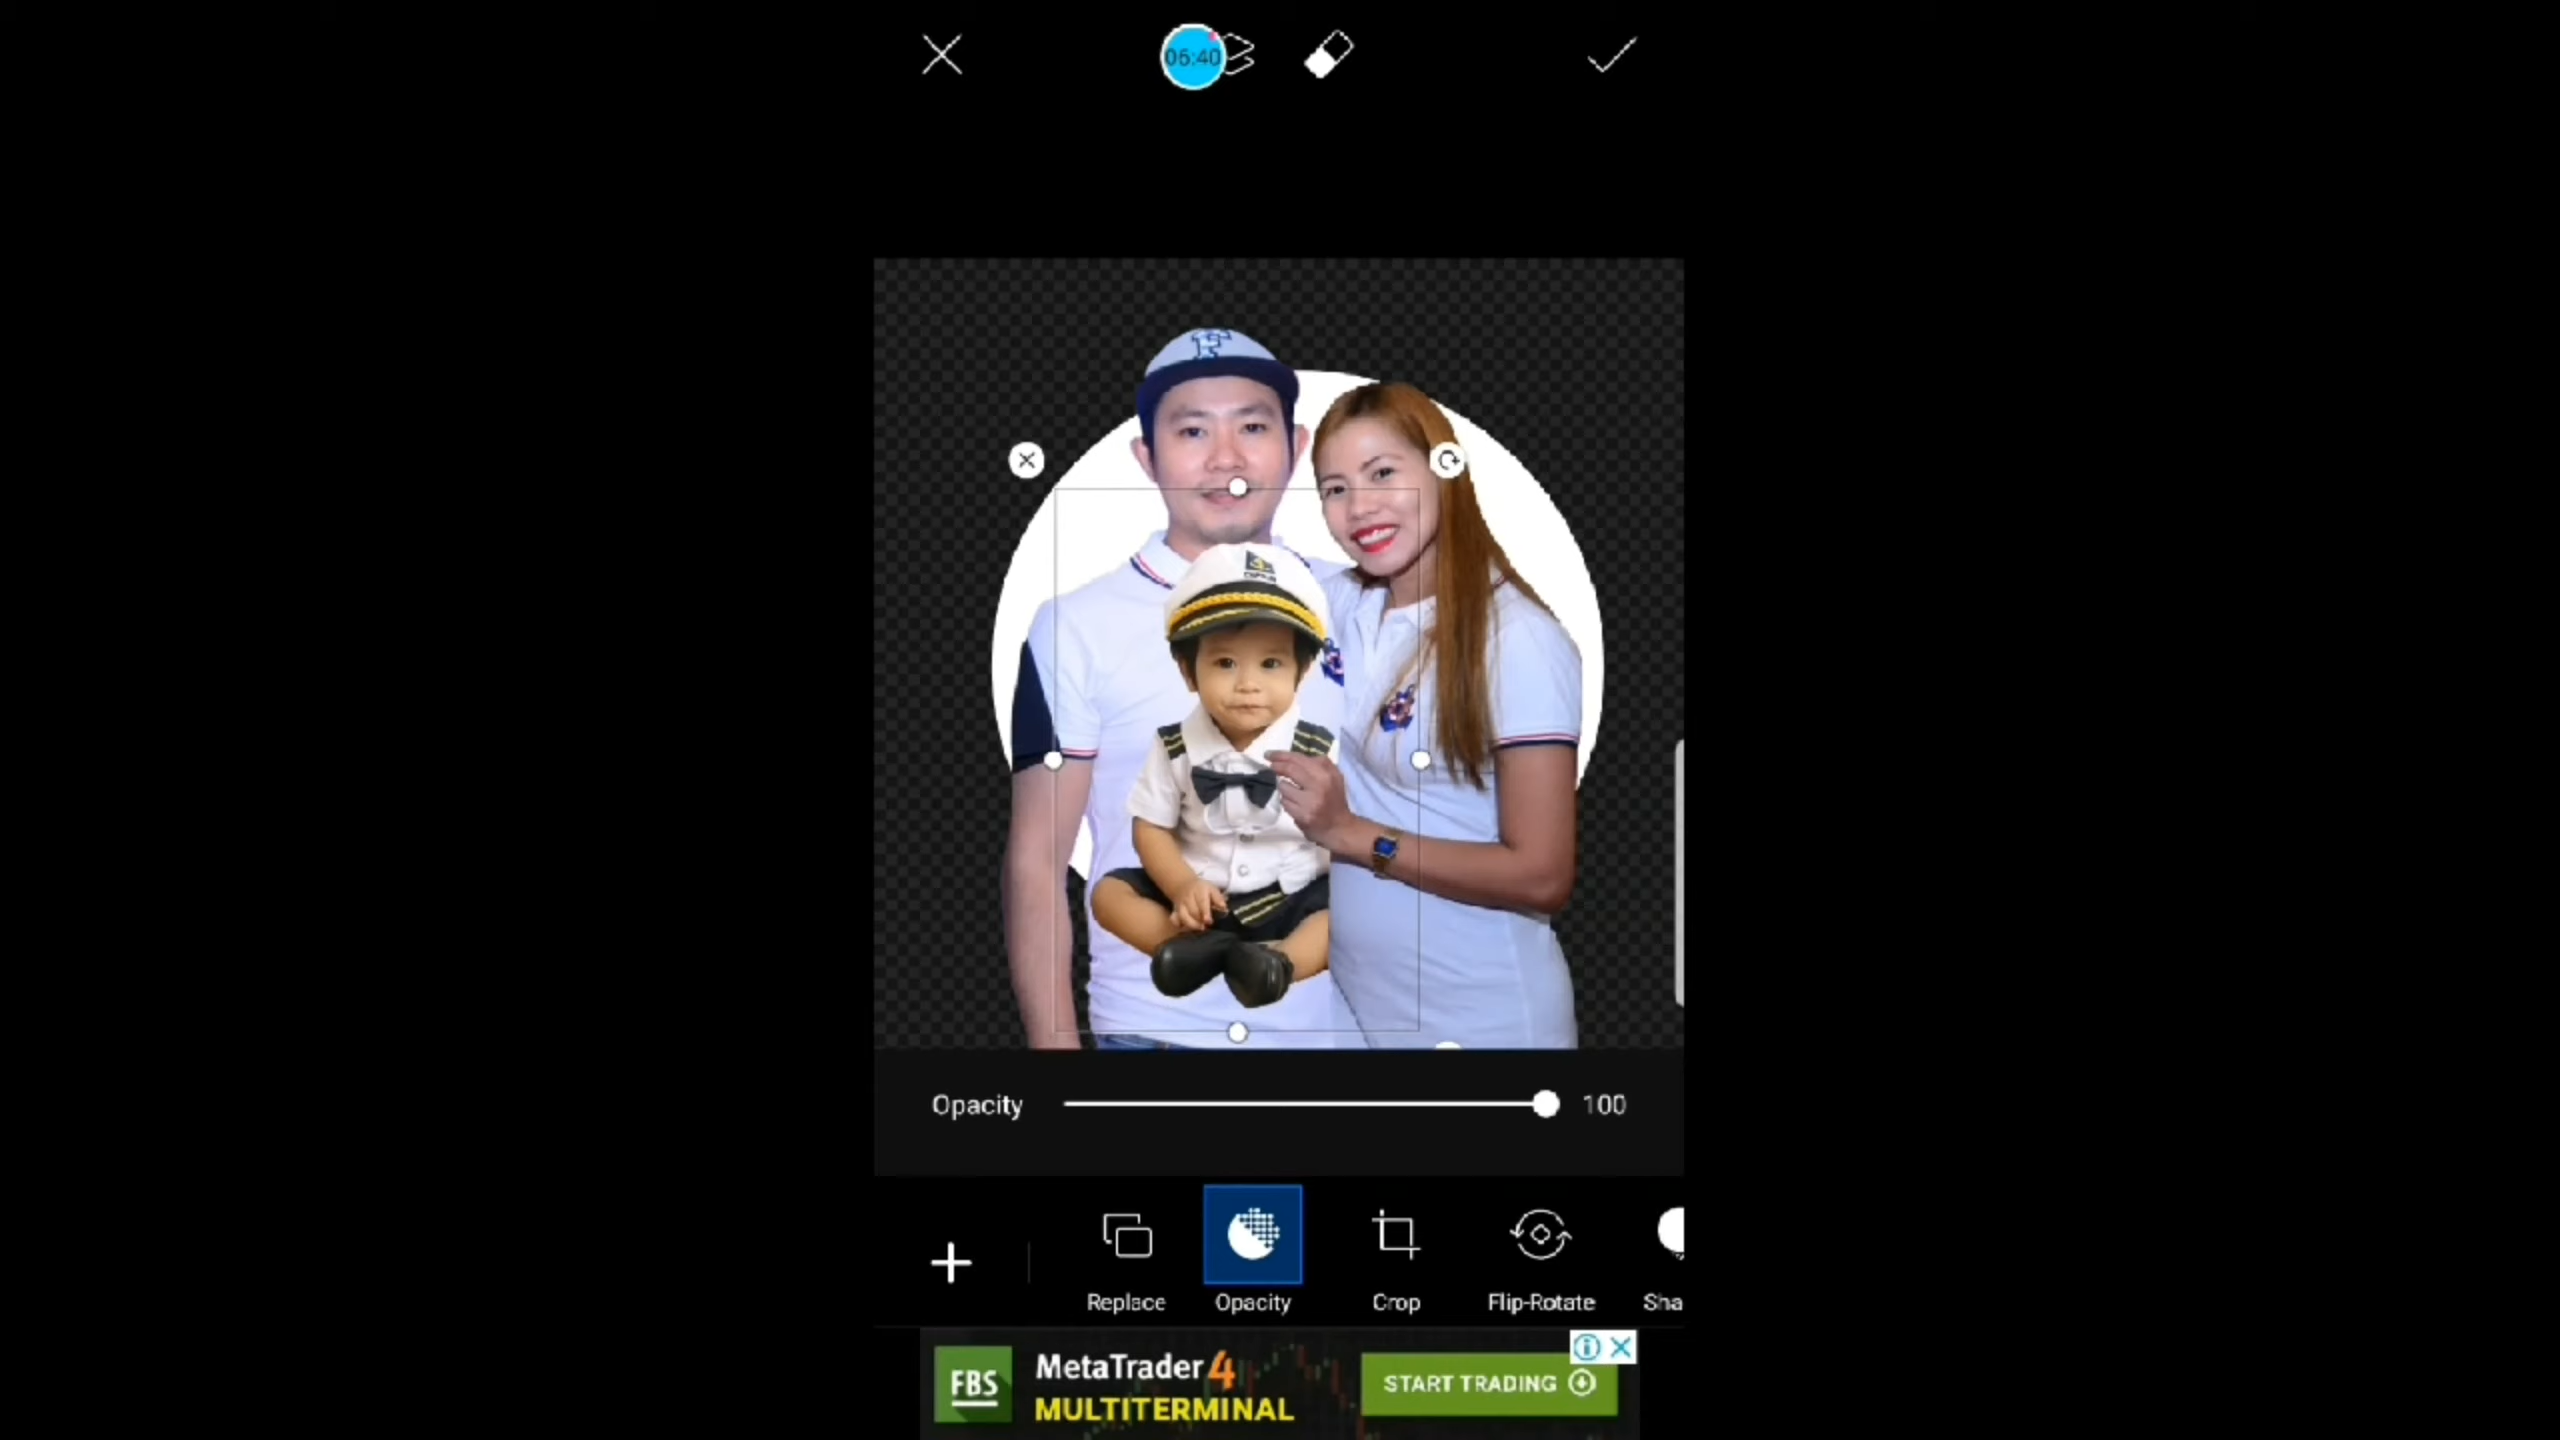 06:40
F
Opacity
100
Replace
Opacity
Crop
Flip-Rotate
Sha
FBS
MetaTrader 4
MULTITERMINAL
START TRADING